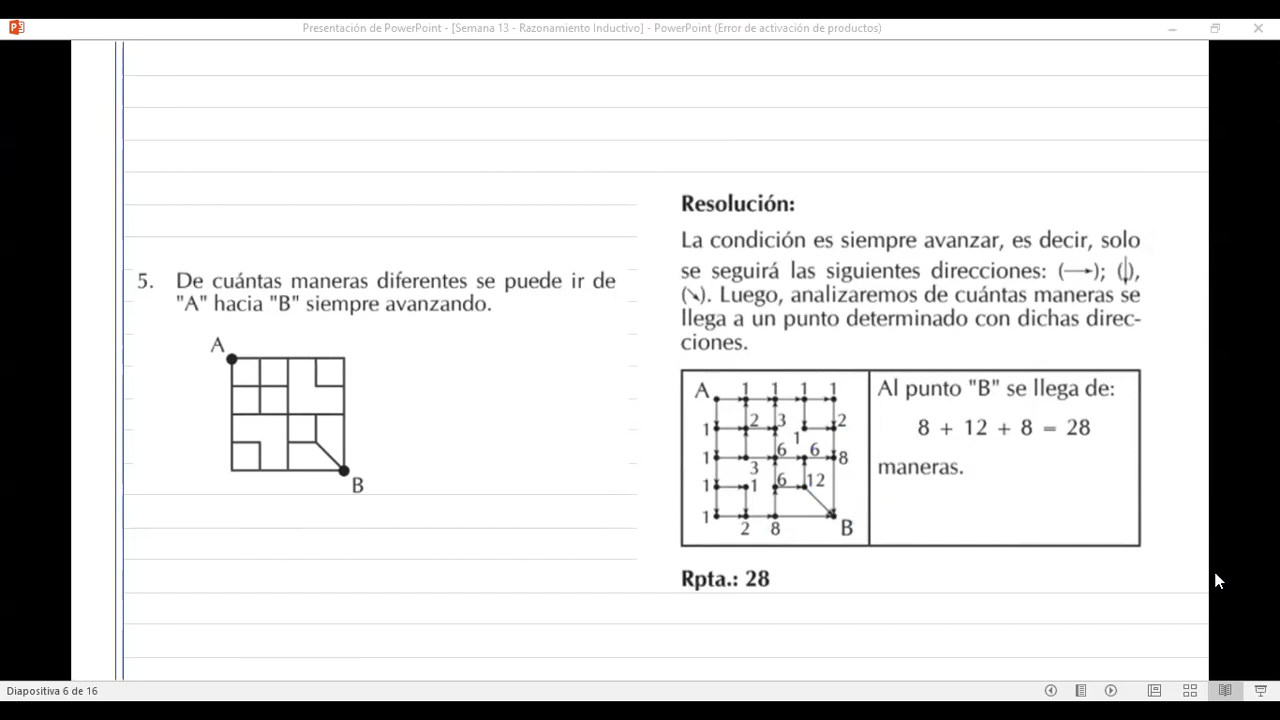 Presentación de PowerPoint - [Semana 13 - Razonamiento Inductivo] - PowerPoint (Error de activación de productos)
5. De cuántas maneras diferentes se puede ir de
"A" hacia "B" siempre avanzando.
A
B
Resolución:
La condición es siempre avanzar, es decir, solo
se seguirá las siguientes direcciones: (→); (↓),
(↘). Luego, analizaremos de cuántas maneras se
llega a un punto determinado con dichas direc-
ciones.
A 1 1 1 1
1 2 3 1 2
1 3 6 6 8
1 1 6 12
1 2 8 B
Al punto "B" se llega de:
8 + 12 + 8 = 28
maneras.
Rpta.: 28
Diapositiva 6 de 16